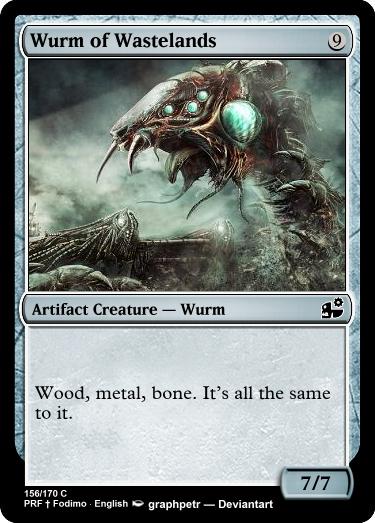 Wurm of Wastelands 9
Artifact Creature — Wurm
Wood, metal, bone. It's all the same
to it.
7/7
156/170 C
PRF † Fodimo · English graphpetr — Deviantart